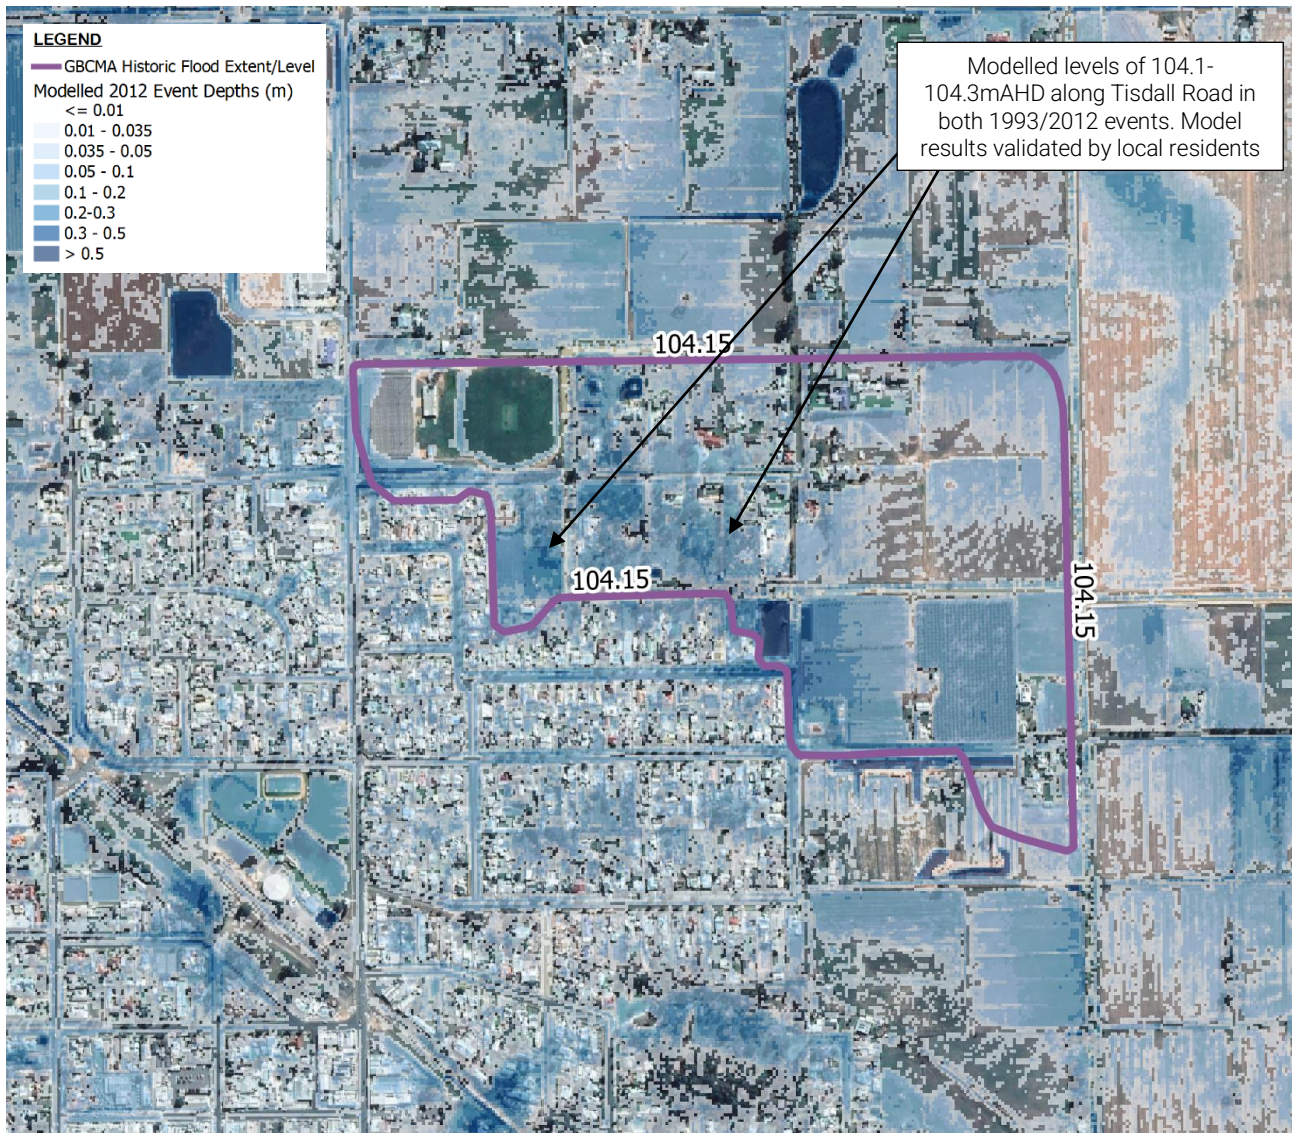 LEGEND
GBCMA Historic Flood Extent/Level
Modelled 2012 Event Depths (m)
<= 0.01
0.01 - 0.035
0.035 - 0.05
0.05 - 0.1
0.1 - 0.2
0.2-0.3
0.3 - 0.5
> 0.5
Modelled levels of 104.1-
104.3mAHD along Tisdall Road in
both 1993/2012 events. Model
results validated by local residents
104.15
104.15
104.15